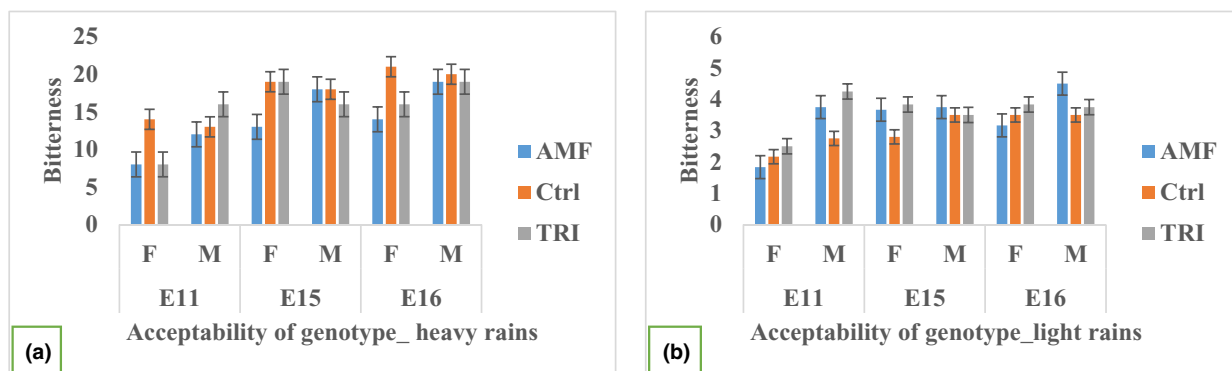 25
20
15
10
5
0
Bitterness
F M F M F M
E11 E15 E16
Acceptability of genotype_ heavy rains
AMF
Ctrl
TRI
(a)
6
5
4
3
2
1
0
Bitterness
F M F M F M
E11 E15 E16
Acceptability of genotype_light rains
AMF
Ctrl
TRI
(b)